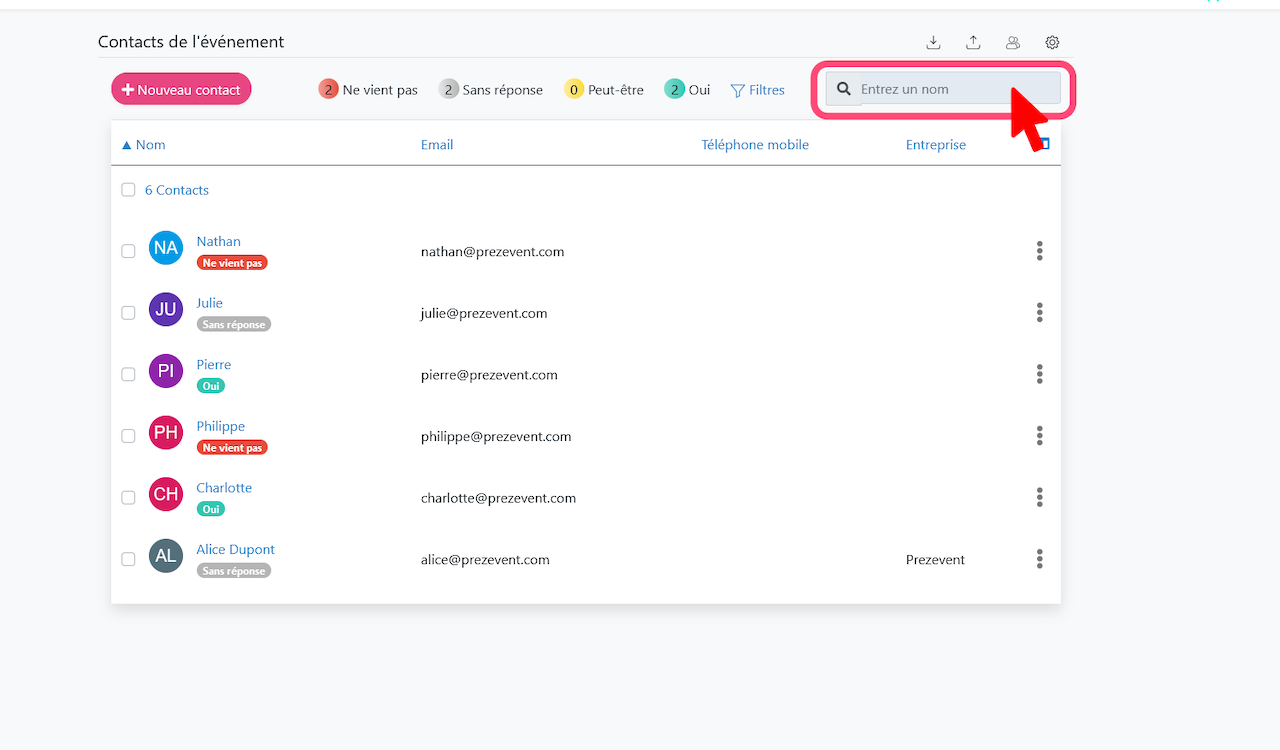 Contacts de l'événement
Nouveau contact
2 Ne vient pas
2 Sans réponse
0 Peut-être
2 Oui
Filtres
Entrez un nom
Nom Email Téléphone mobile Entreprise
6 Contacts
NA Nathan
Ne vient pas
nathan@prezevent.com
JU Julie
Sans réponse
julie@prezevent.com
PI Pierre
Oui
pierre@prezevent.com
PH Philippe
Ne vient pas
philippe@prezevent.com
CH Charlotte
Oui
charlotte@prezevent.com
AL Alice Dupont
Sans réponse
alice@prezevent.com
Prezevent